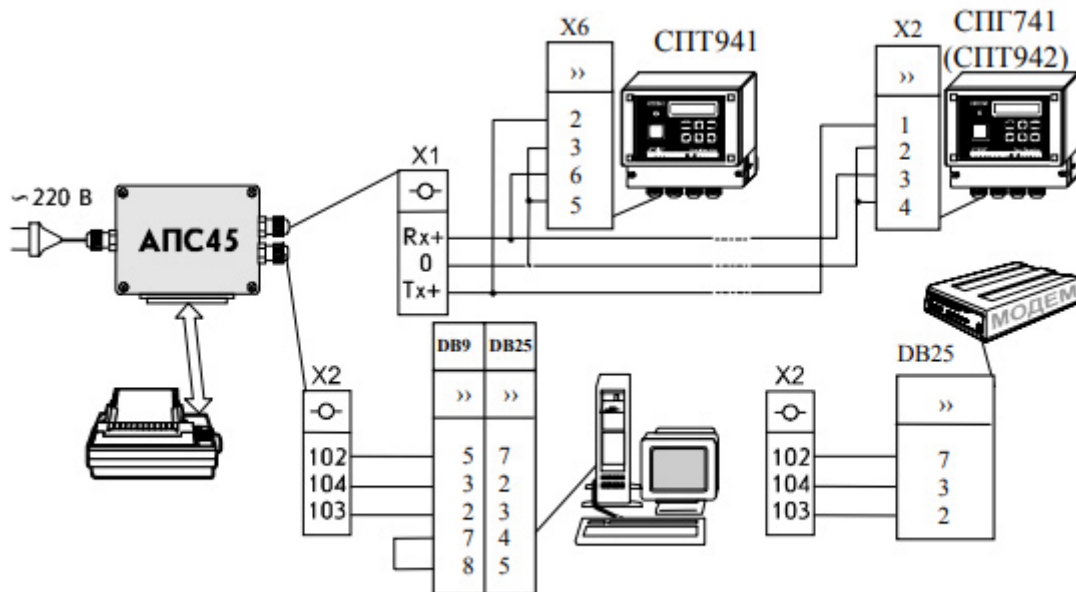 X6
СПТ941
X2
СПГ741
(СПТ942)
››
››
2
3
6
5
1
2
3
4
∽ 220 В
АПС45
X1
Rx+
0
Tx+
МОДЕМ
DB9 DB25
›› ››
X2
102
104
103
5 7
3 2
2 3
7 4
8 5
X2
102
104
103
DB25
››
7
3
2